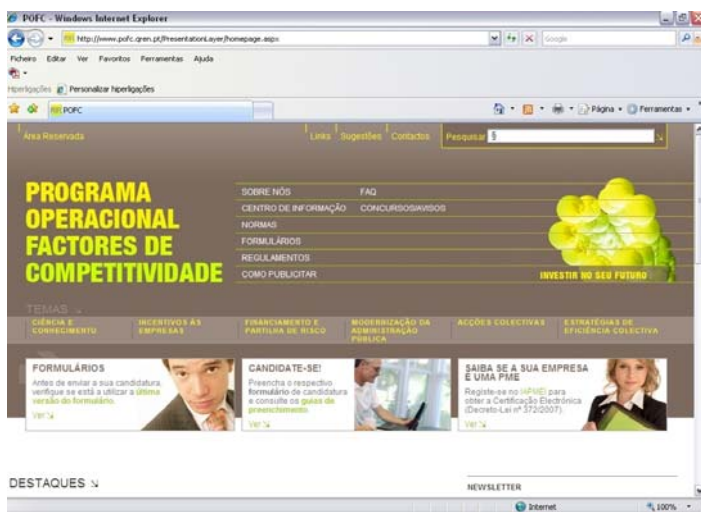 POFC - Windows Internet Explorer
http://www.pofc.qren.pt/PresentationLayer/homepage.aspx
Google
Ficheiro Editar Ver Favoritos Ferramentas Ajuda
Hiperligações Personalizar hiperligações
POFC
Página Ferramentas
Área Reservada
Links Sugestões Contactos Pesquisar §
PROGRAMA
OPERACIONAL
FACTORES DE
COMPETITIVIDADE
SOBRE NÓS FAQ
CENTRO DE INFORMAÇÃO CONCURSOS/AVISOS
NORMAS
FORMULÁRIOS
REGULAMENTOS
COMO PUBLICITAR
INVESTIR NO SEU FUTURO
TEMAS
CIÊNCIA E
CONHECIMENTO
INCENTIVOS ÀS
EMPRESAS
FINANCIAMENTO E
PARTILHA DE RISCO
MODERNIZAÇÃO DA
ADMINISTRAÇÃO
PÚBLICA
ACÇÕES COLECTIVAS
ESTRATÉGIAS DE
EFICIÊNCIA COLECTIVA
FORMULÁRIOS
Antes de enviar a sua candidatura,
verifique se está a utilizar a última
versão do formulário.
Ver
CANDIDATE-SE!
Preencha o respectivo
formulário de candidatura
e consulte os guias de
preenchimento.
Ver
SAIBA SE A SUA EMPRESA
É UMA PME
Registe-se no IAPMEI para
obter a Certificação Electrónica
(Decreto-Lei nº 372/2007).
Ver
DESTAQUES
NEWSLETTER
Internet
100%